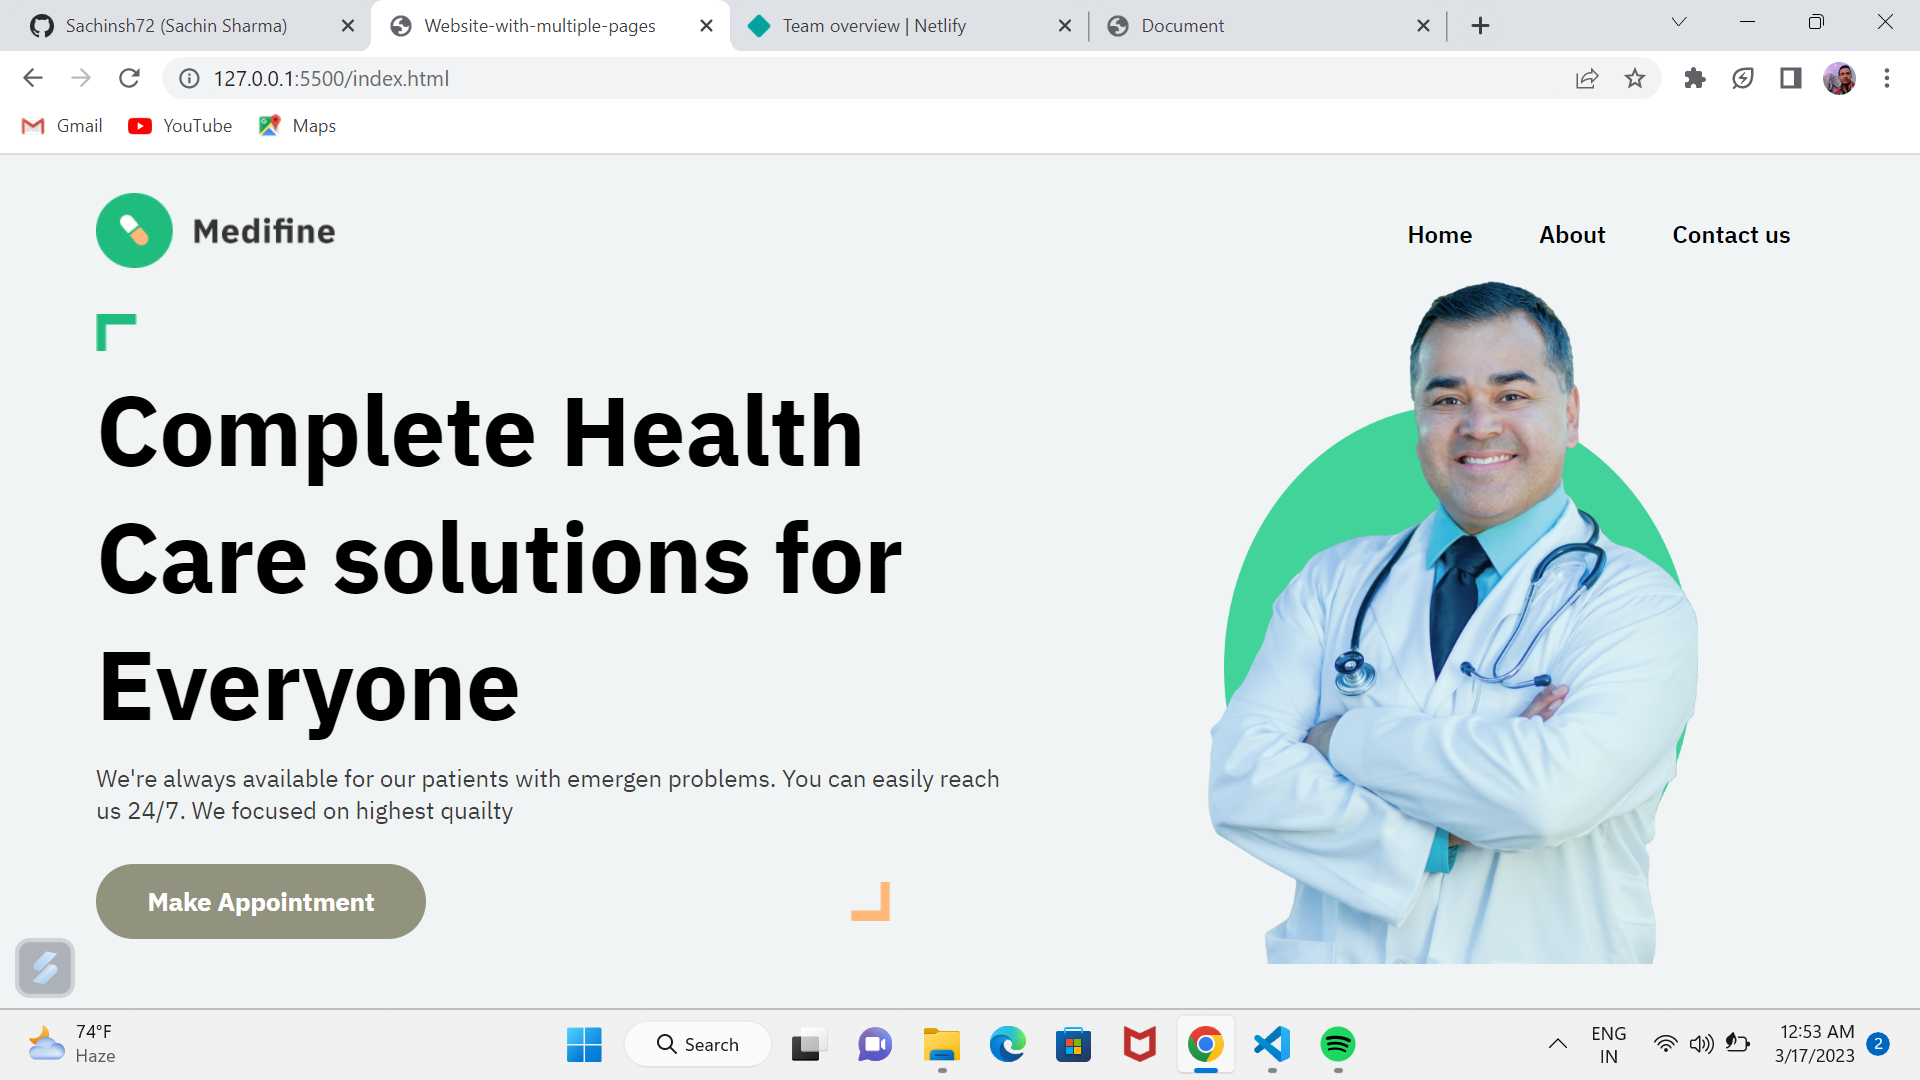 Sachinsh72 (Sachin Sharma)
Website-with-multiple-pages
Team overview | Netlify
Document
127.0.0.1:5500/index.html
Gmail
YouTube
Maps
Medifine
Home
About
Contact us
Complete Health
Care solutions for
Everyone
We're always available for our patients with emergen problems. You can easily reach
us 24/7. We focused on highest quailty
Make Appointment
74°F
Haze
Search
ENG
IN
12:53 AM
3/17/2023
2